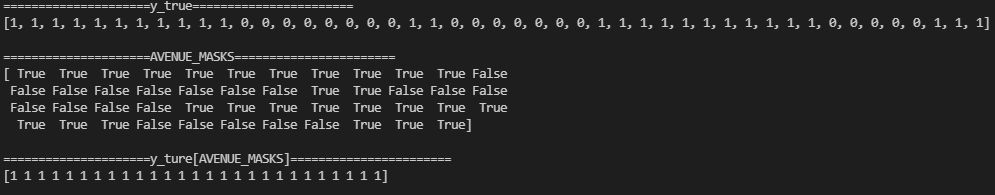 =====================y_true=======================
[1, 1, 1, 1, 1, 1, 1, 1, 1, 1, 1, 0, 0, 0, 0, 0, 0, 0, 0, 1, 1, 0, 0, 0, 0, 0, 0, 0, 1, 1, 1, 1, 1, 1, 1, 1, 1, 1, 1, 0, 0, 0, 0, 0, 1, 1, 1]
=====================AVENUE_MASKS=======================
[ True True True True True True True True True True True False
False False False False False False False True True False False False
False False False False True True True True True True True True
True True True False False False False False True True True]
=====================y_ture[AVENUE_MASKS]=======================
[1 1 1 1 1 1 1 1 1 1 1 1 1 1 1 1 1 1 1 1 1 1 1 1 1 1 1]